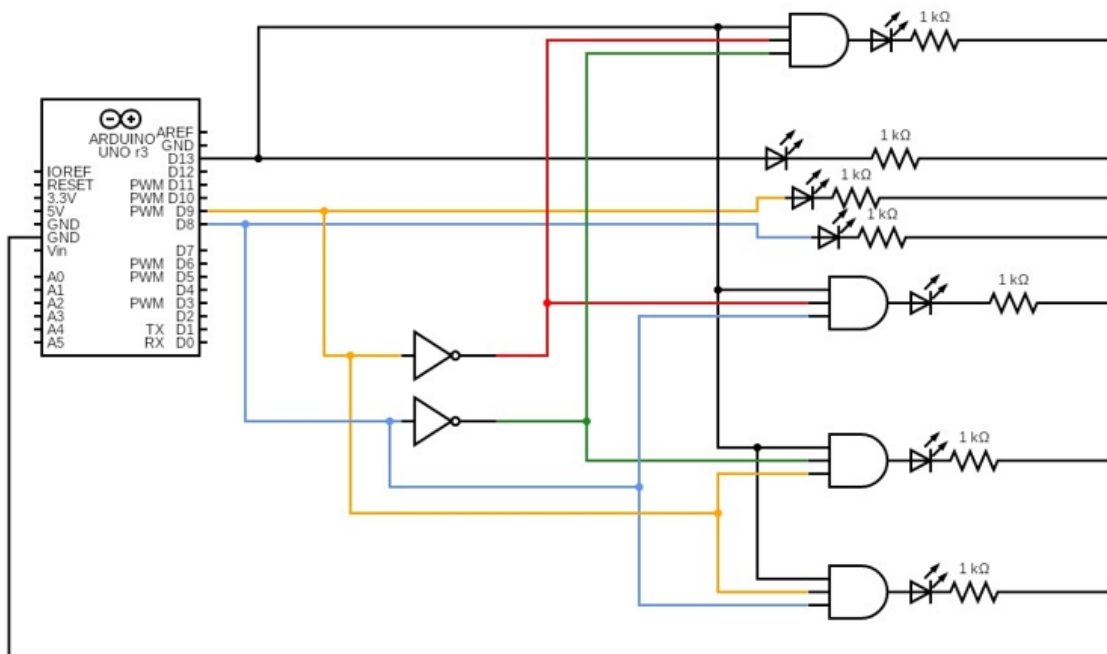 1 kΩ
ARDUINO
UNO r3
AREF
GND
D13
1 kΩ
IOREF
D12
RESET
PWM D11
3.3V
PWM D10
1 kΩ
5V
PWM D9
GND
D8
1 kΩ
GND
Vin
D7
PWM D6
A0
PWM D5
A1
D4
1 kΩ
A2
PWM D3
A3
D2
A4
TX D1
A5
RX D0
1 kΩ
1 kΩ